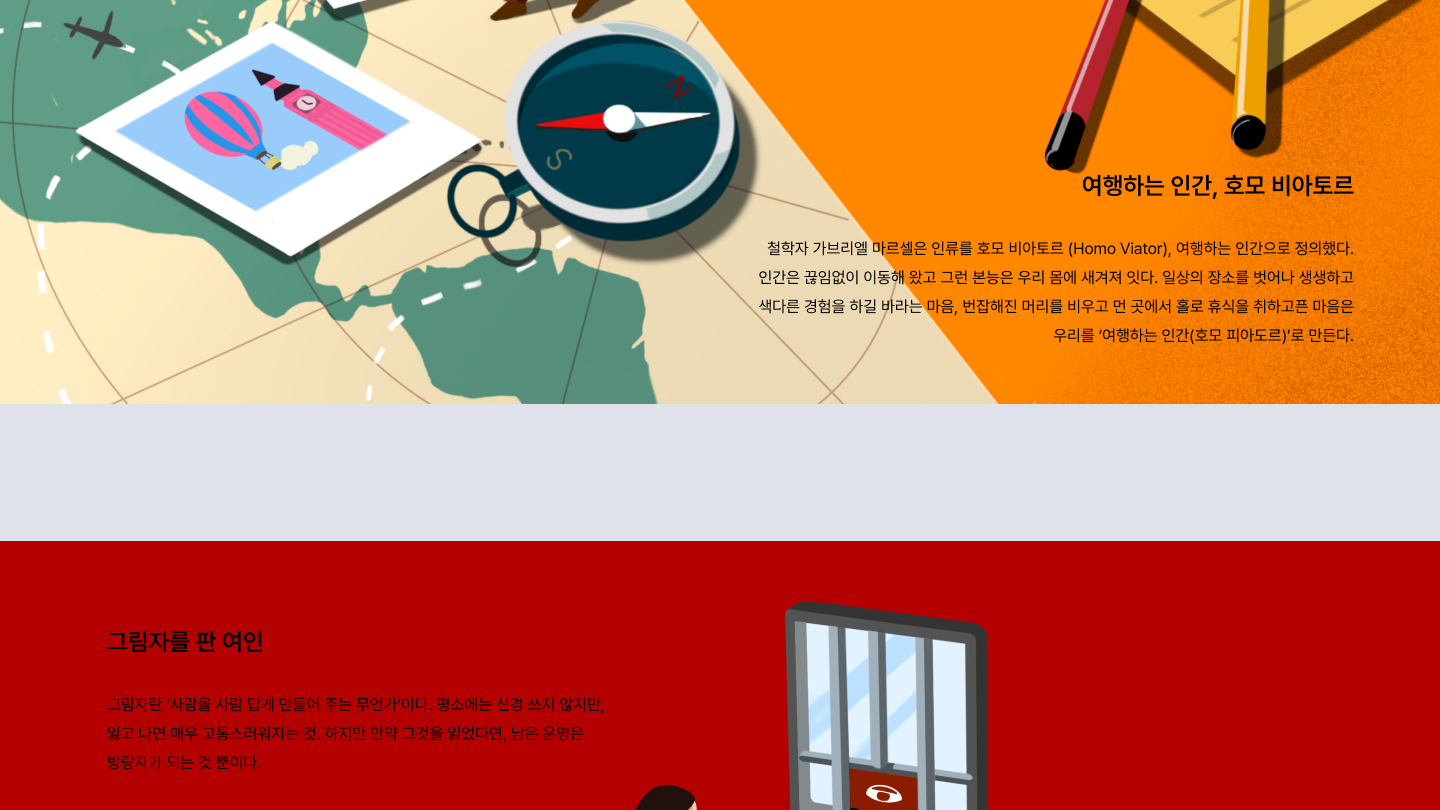 N
S
여행하는 인간, 호모 비아토르
철학자 가브리엘 마르셀은 인류를 호모 비아토르 (Homo Viator), 여행하는 인간으로 정의했다.
인간은 끊임없이 이동해 왔고 그런 본능은 우리 몸에 새겨져 잇다. 일상의 장소를 벗어나 생생하고
색다른 경험을 하길 바라는 마음, 번잡해진 머리를 비우고 먼 곳에서 홀로 휴식을 취하고픈 마음은
우리를 ‘여행하는 인간(호모 피아도르)’로 만든다.
그림자를 판 여인
그림자란 ‘사람을 사람 답게 만들어 주는 무언가’이다. 평소에는 신경 쓰지 않지만,
잃고 나면 매우 고통스러워지는 것. 하지만 만약 그것을 잃었다면, 남은 운명은
방랑자가 되는 것 뿐이다.